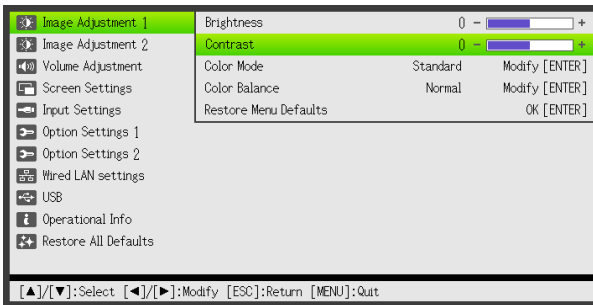 Image Adjustment 1
Image Adjustment 2
Volume Adjustment
Screen Settings
Input Settings
Option Settings 1
Option Settings 2
Wired LAN settings
USB
Operational Info
Restore All Defaults
Brightness 0 - +
Contrast 0 - +
Color Mode Standard Modify [ENTER]
Color Balance Normal Modify [ENTER]
Restore Menu Defaults OK [ENTER]
[▲]/[▼]:Select [◄]/[►]:Modify [ESC]:Return [MENU]:Quit